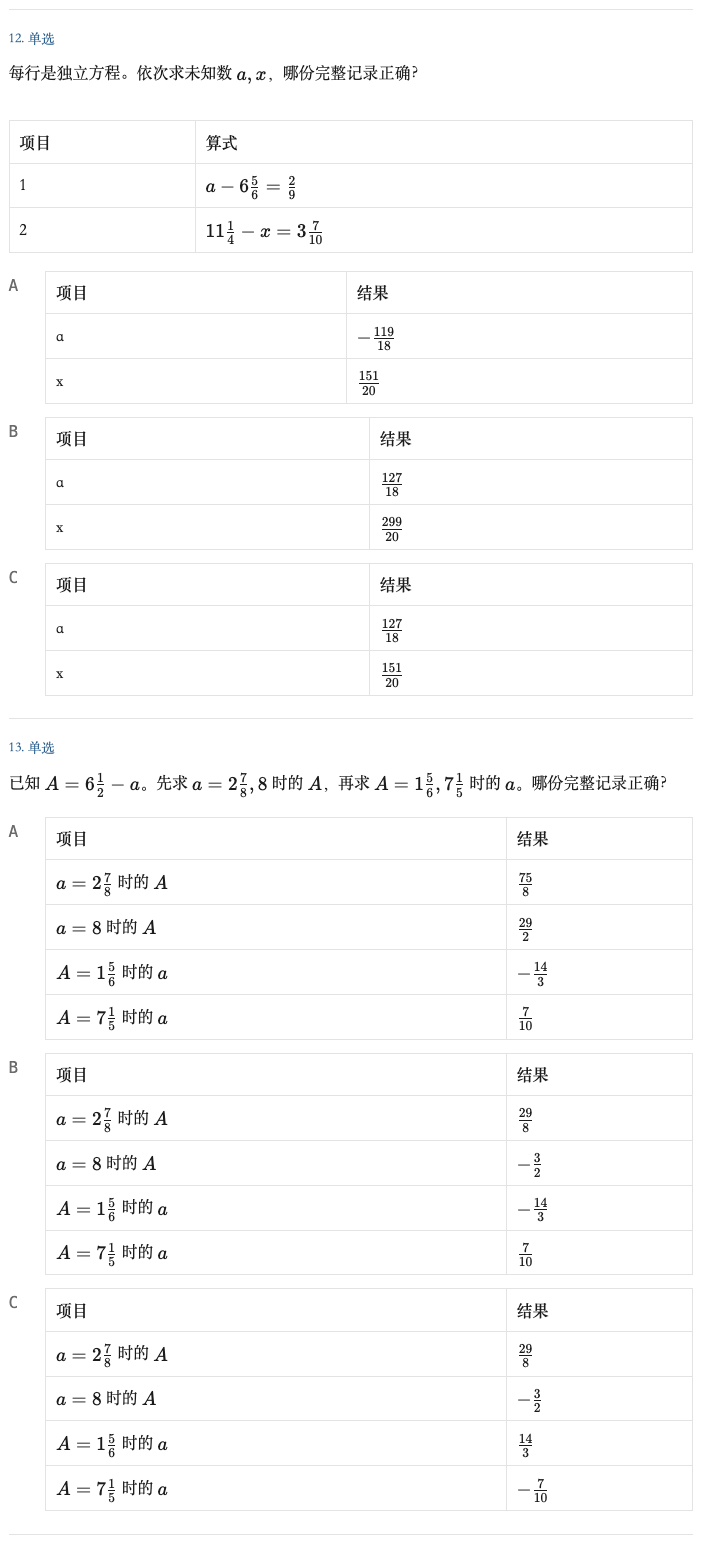 12. 单选
每行是独立方程。依次求未知数 a, x，哪份完整记录正确?
项目 算式
1 a − 6 5/6 = 2/9
2 11 1/4 − x = 3 7/10
A
项目 结果
a −119/18
x 151/20
B
项目 结果
a 127/18
x 299/20
C
项目 结果
a 127/18
x 151/20
13. 单选
已知 A = 6 1/2 − a。先求 a = 2 7/8, 8 时的 A，再求 A = 1 5/6, 7 1/5 时的 a。哪份完整记录正确?
A
项目 结果
a = 2 7/8 时的 A 75/8
a = 8 时的 A 29/2
A = 1 5/6 时的 a −14/3
A = 7 1/5 时的 a 7/10
B
项目 结果
a = 2 7/8 时的 A 29/8
a = 8 时的 A −3/2
A = 1 5/6 时的 a −14/3
A = 7 1/5 时的 a 7/10
C
项目 结果
a = 2 7/8 时的 A 29/8
a = 8 时的 A −3/2
A = 1 5/6 时的 a 14/3
A = 7 1/5 时的 a −7/10